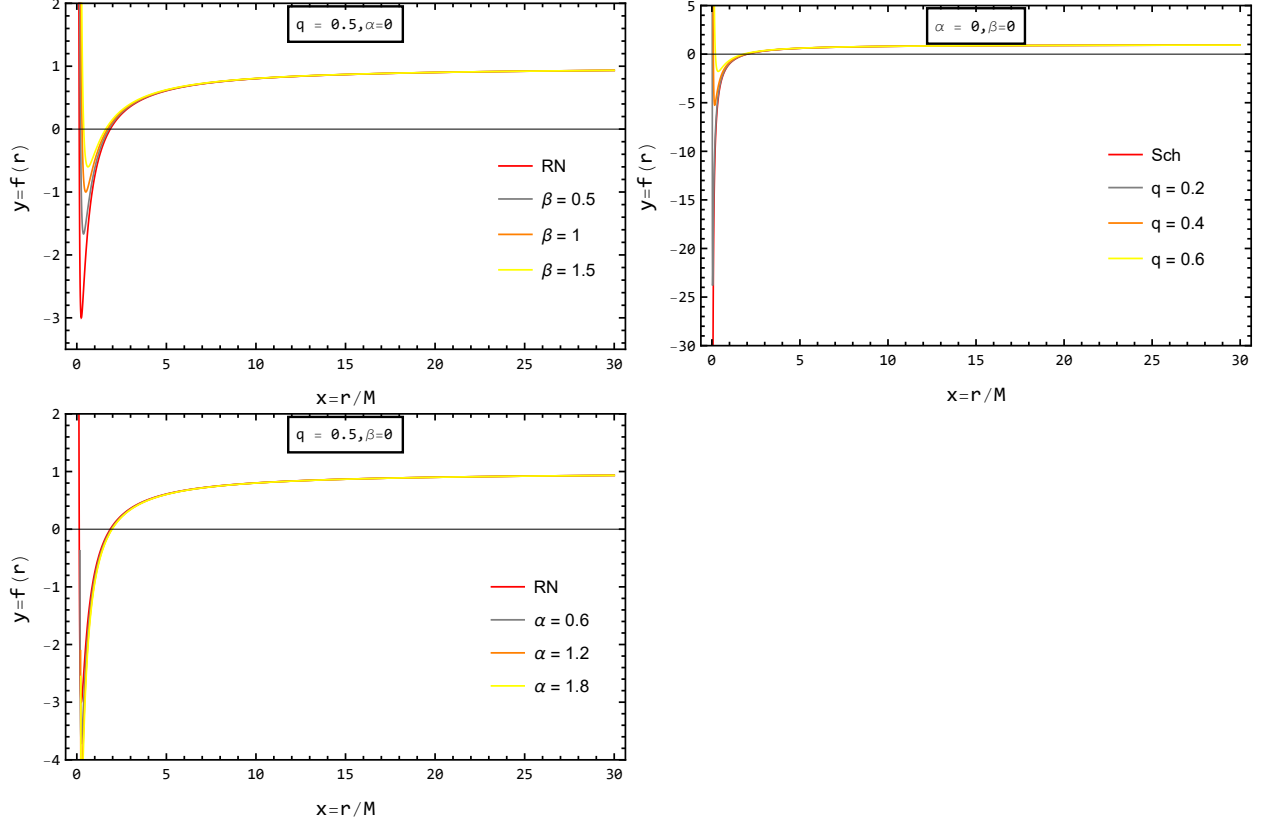 q = 0.5,α=0
y=f(r)
2
1
0
−1
−2
−3
RN
β = 0.5
β = 1
β = 1.5
0 5 10 15 20 25 30
x=r/M
α = 0,β=0
y=f(r)
5
0
−5
−10
−15
−20
−25
−30
Sch
q = 0.2
q = 0.4
q = 0.6
0 5 10 15 20 25 30
x=r/M
q = 0.5,β=0
y=f(r)
2
1
0
−1
−2
−3
−4
RN
α = 0.6
α = 1.2
α = 1.8
0 5 10 15 20 25 30
x=r/M